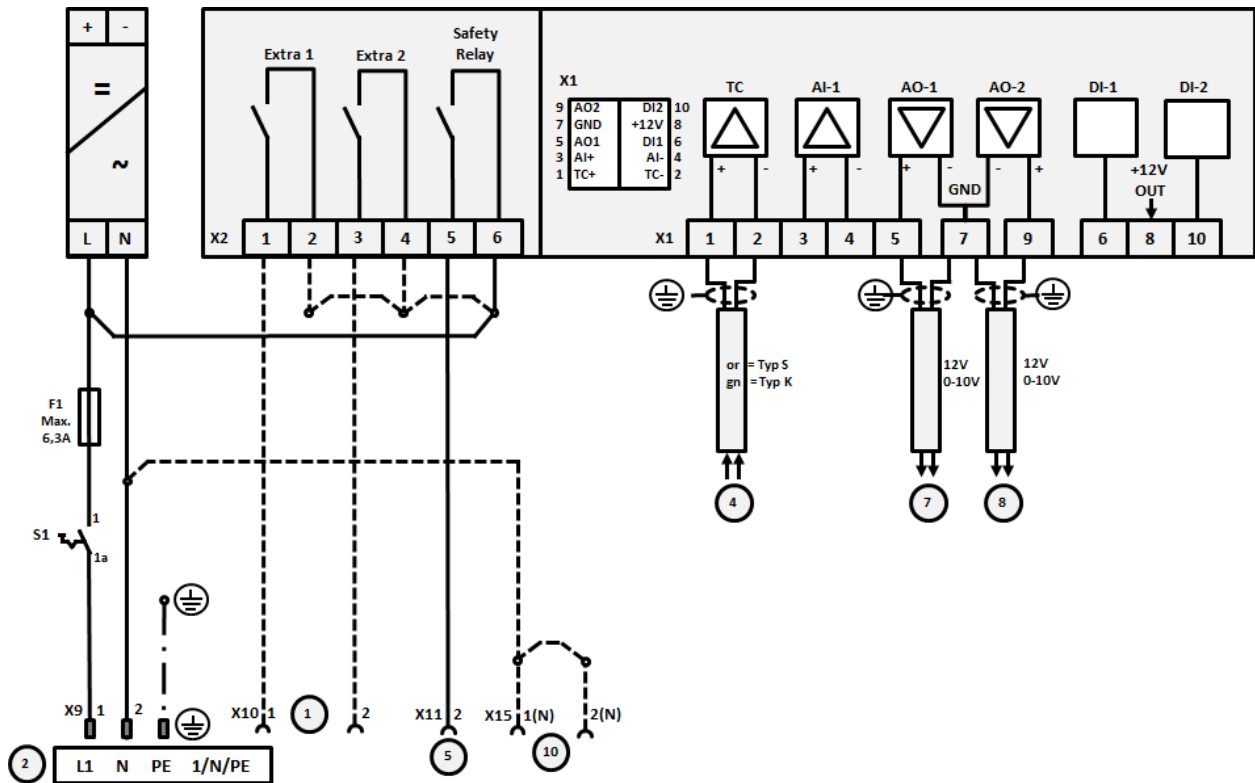 + -
=
~
L N
Extra 1 Extra 2 Safety
Relay
X2 1 2 3 4 5 6
X1
9 AO2 DI2 10
7 GND +12V 8
5 AO1 DI1 6
3 AI+ AI- 4
1 TC+ TC- 2
TC AI-1 AO-1 AO-2 DI-1 DI-2
+ - + - + - - +
GND
+12V
OUT
X1 1 2 3 4 5 7 9 6 8 10
or = Typ S
gn =Typ K
12V
0-10V
12V
0-10V
4 7 8
F1
Max.
6,3A
S1 1
1a
X9 1 2
X10 1 1 2
X11 2
X15 1(N) 2(N)
5 10
2 L1 N PE 1/N/PE